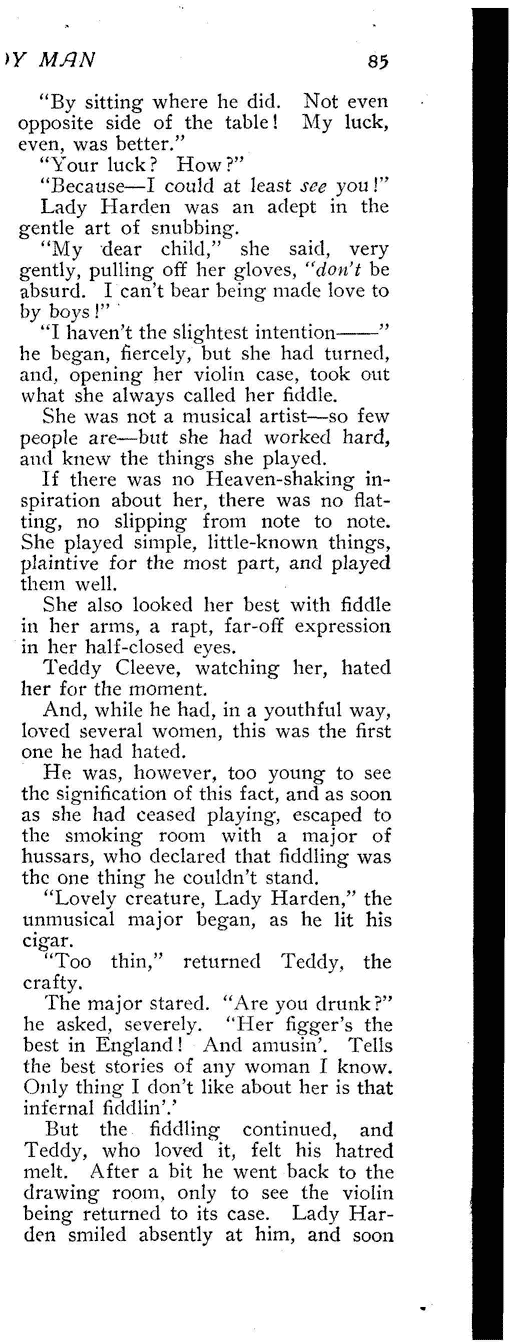 Y MAN 85
“By sitting where he did. Not even
opposite side of the table! My luck,
even, was better.”
“Your luck? How?”
“Because—I could at least see you!”
Lady Harden was an adept in the
gentle art of snubbing.
“My dear child,” she said, very
gently, pulling off her gloves, “don’t be
absurd. I can’t bear being made love to
by boys!”
“I haven’t the slightest intention——”
he began, fiercely, but she had turned,
and, opening her violin case, took out
what she always called her fiddle.
She was not a musical artist—so few
people are—but she had worked hard,
and knew the things she played.
If there was no Heaven-shaking in-
spiration about her, there was no flat-
ting, no slipping from note to note.
She played simple, little-known things,
plaintive for the most part, and played
them well.
She also looked her best with fiddle
in her arms, a rapt, far-off expression
in her half-closed eyes.
Teddy Cleeve, watching her, hated
her for the moment.
And, while he had, in a youthful way,
loved several women, this was the first
one he had hated.
He was, however, too young to see
the signification of this fact, and as soon
as she had ceased playing, escaped to
the smoking room with a major of
hussars, who declared that fiddling was
the one thing he couldn’t stand.
“Lovely creature, Lady Harden,” the
unmusical major began, as he lit his
cigar.
“Too thin,” returned Teddy, the
crafty.
The major stared. “Are you drunk?”
he asked, severely. “Her figger’s the
best in England! And amusin’. Tells
the best stories of any woman I know.
Only thing I don’t like about her is that
infernal fiddlin’.’
But the fiddling continued, and
Teddy, who loved it, felt his hatred
melt. After a bit he went back to the
drawing room, only to see the violin
being returned to its case. Lady Har-
den smiled absently at him, and soon